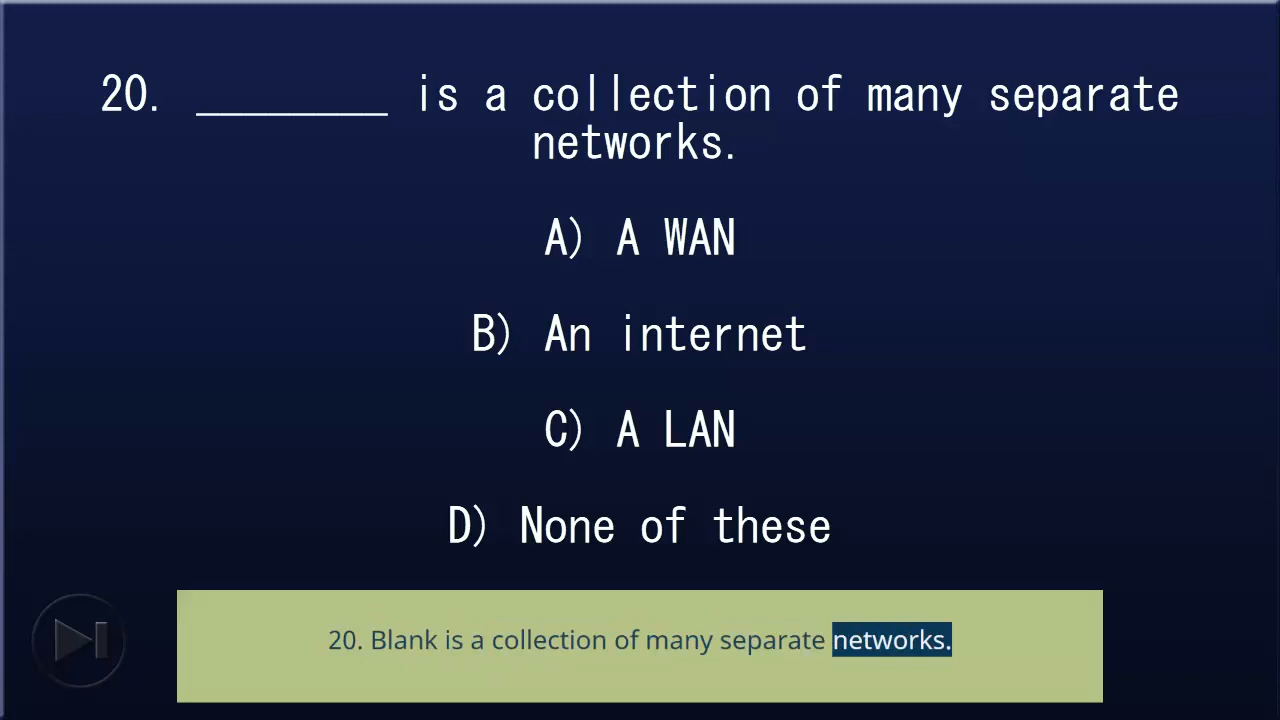 20. ________ is a collection of many separate
networks.
A) A WAN
B) An internet
C) A LAN
D) None of these
20. Blank is a collection of many separate networks.